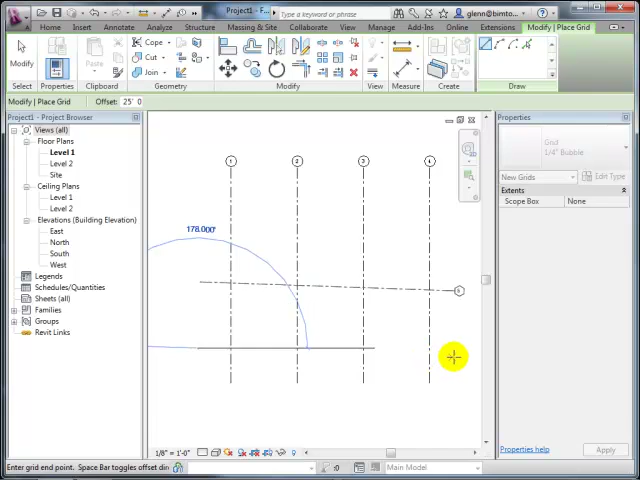 Project1 - F...
Type a keyword or phrase
glenn@bimto...
Home
Annotate
Structure
Analyze
Massing & Site
Collaborate
View
Manage
Add-Ins
Online
Extensions
Modify | Place Grid
Modify
Properties
Paste
Cope
Cut
Join
Select
Properties
Clipboard
Geometry
Modify
View
Measure
Create
Draw
Modify | Place Grid
Offset: 25' 0
Project1 - Project Browser
Views (all)
Floor Plans
Level 1
Level 2
Site
Ceiling Plans
Level 1
Level 2
Elevations (Building Elevation)
East
North
South
West
Legends
Schedules/Quantities
Sheets (all)
Families
Groups
Revit Links
1
2
3
4
178.000°
5
Properties
Grid
1/4" Bubble
New Grids
Edit Type
Extents
Scope Box
None
Properties help
Apply
1/8" = 1'-0"
Enter grid end point. Space Bar toggles offset din
:0
Main Model